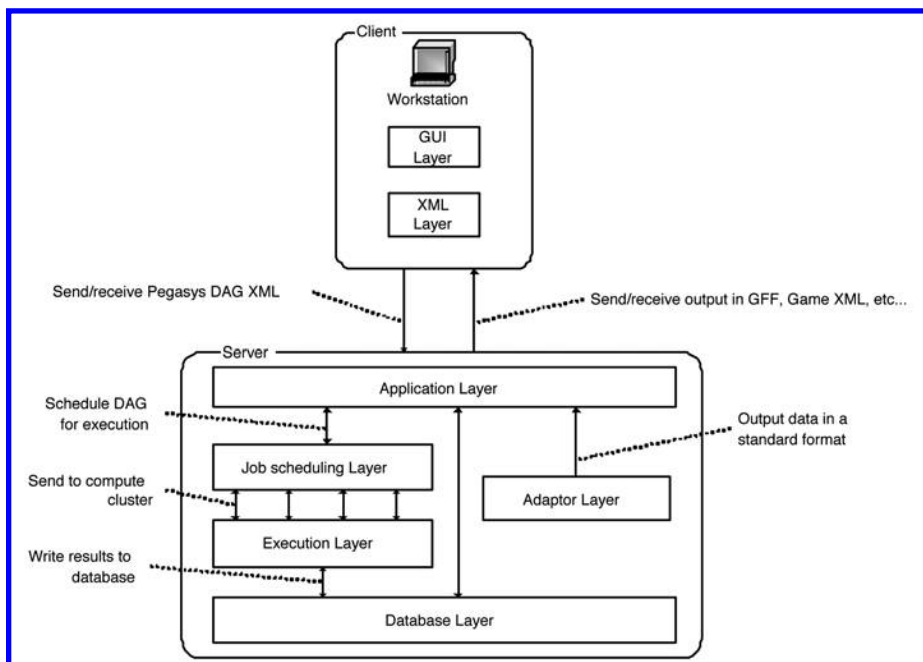 Client
Workstation
GUI
Layer
XML
Layer
Send/receive Pegasys DAG XML
Send/receive output in GFF, Game XML, etc...
Server
Application Layer
Schedule DAG
for execution
Output data in a
standard format
Job scheduling Layer
Send to compute
cluster
Adaptor Layer
Execution Layer
Write results to
database
Database Layer